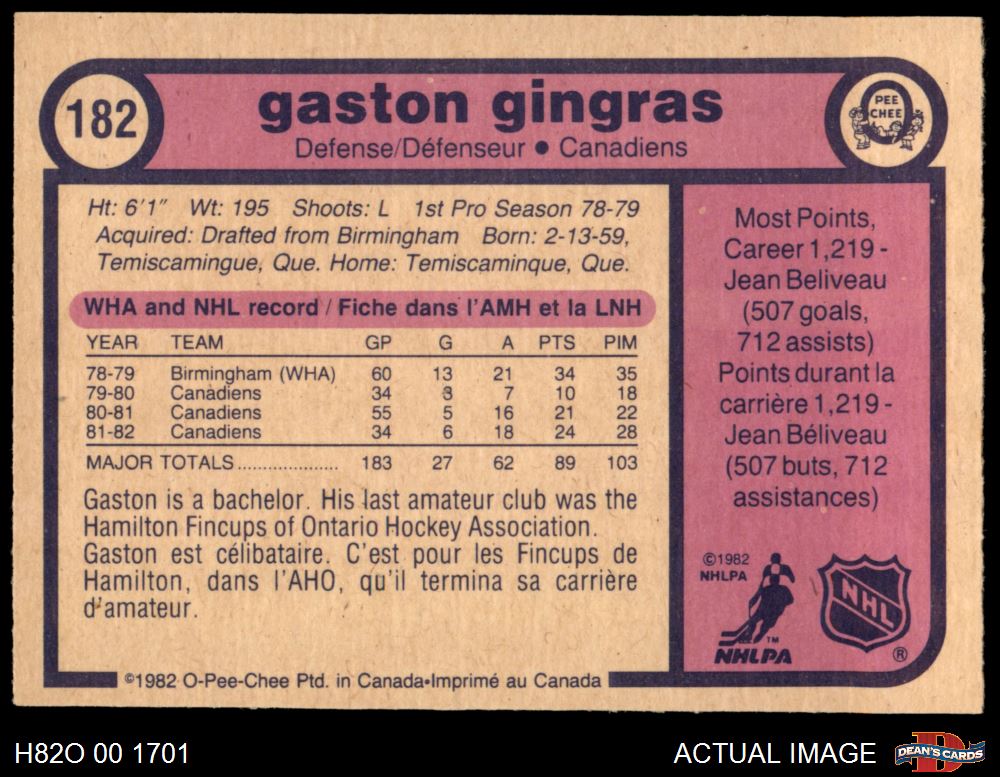 182
gaston gingras
Defense/Défenseur • Canadiens
O PEE CHEE
Ht: 6'1" Wt: 195 Shoots: L 1st Pro Season 78-79
Acquired: Drafted from Birmingham Born: 2-13-59,
Temiscamingue, Que. Home: Temiscaminque, Que.
WHA and NHL record / Fiche dans l'AMH et la LNH
YEAR TEAM GP G A PTS PIM
78-79 Birmingham (WHA) 60 13 21 34 35
79-80 Canadiens 34 3 7 10 18
80-81 Canadiens 55 5 16 21 22
81-82 Canadiens 34 6 18 24 28
MAJOR TOTALS.................... 183 27 62 89 103
Gaston is a bachelor. His last amateur club was the
Hamilton Fincups of Ontario Hockey Association.
Gaston est célibataire. C'est pour les Fincups de
Hamilton, dans l'AHO, qu'il termina sa carrière
d'amateur.
©1982 O-Pee-Chee Ptd. in Canada•Imprimé au Canada
Most Points,
Career 1,219 -
Jean Beliveau
(507 goals,
712 assists)
Points durant la
carrière 1,219 -
Jean Béliveau
(507 buts, 712
assistances)
©1982
NHLPA
TM
NHLPA
NHL
®
H82O 00 1701
ACTUAL IMAGE
D
DEAN'S CARDS